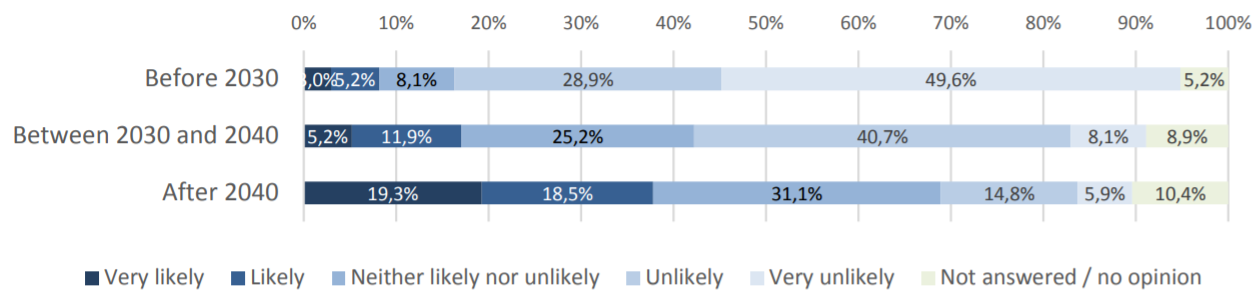 0% 10% 20% 30% 40% 50% 60% 70% 80% 90% 100%
Before 2030 3,0% 5,2% 8,1% 28,9% 49,6% 5,2%
Between 2030 and 2040 5,2% 11,9% 25,2% 40,7% 8,1% 8,9%
After 2040 19,3% 18,5% 31,1% 14,8% 5,9% 10,4%
Very likely Likely Neither likely nor unlikely Unlikely Very unlikely Not answered / no opinion